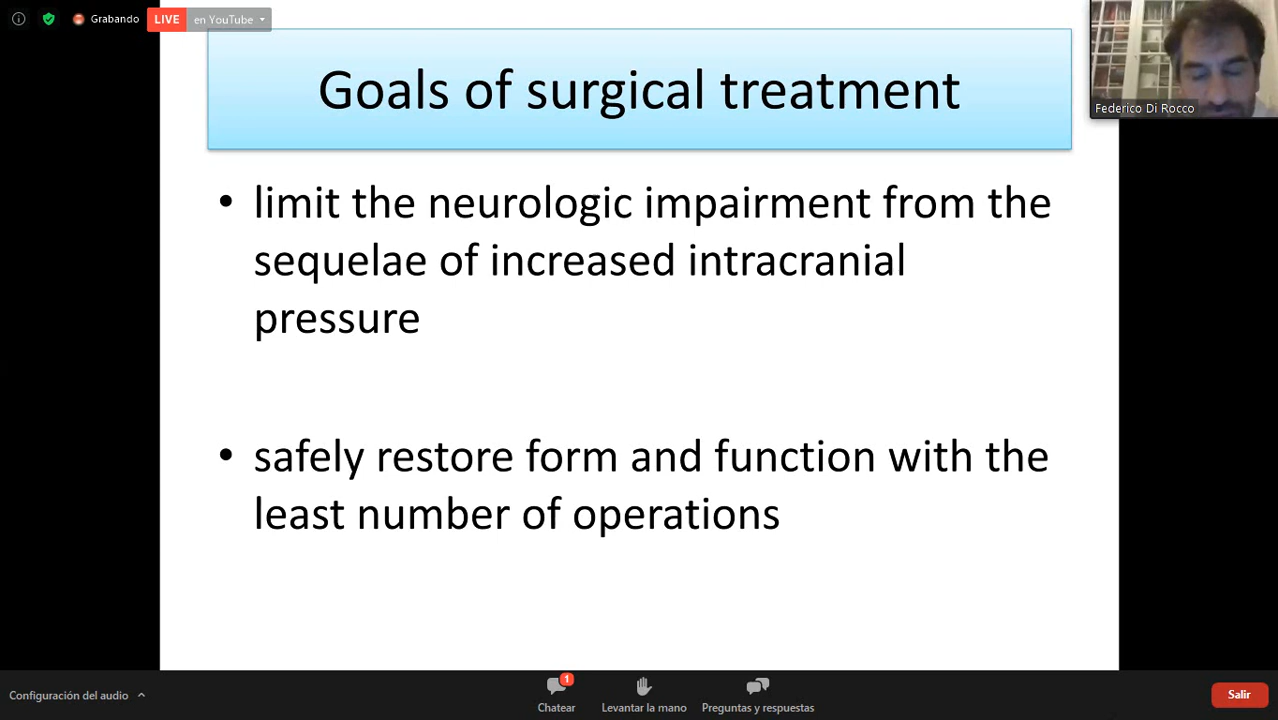 Grabando
LIVE
en YouTube
Goals of surgical treatment
Federico Di Rocco
• limit the neurologic impairment from the
sequelae of increased intracranial
pressure
• safely restore form and function with the
least number of operations
Configuración del audio
1
Chatear
Levantar la mano
Preguntas y respuestas
Salir